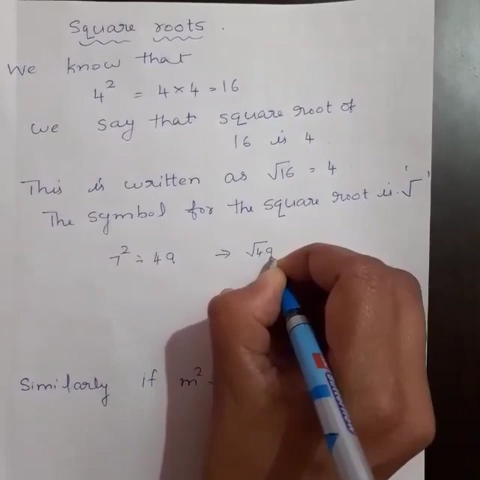 Square roots.
We know that
4² = 4×4=16
we say that square root of
16 is 4
This is written as √16 = 4
The symbol for the square root is '√'
7² = 49 → √49
Similarly if m²